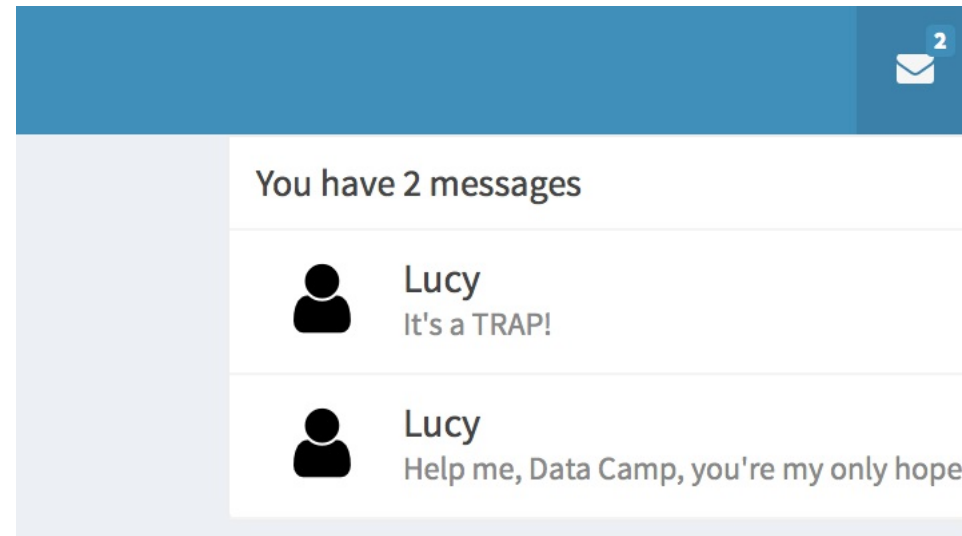 2
You have 2 messages
Lucy
It's a TRAP!
Lucy
Help me, Data Camp, you're my only hope